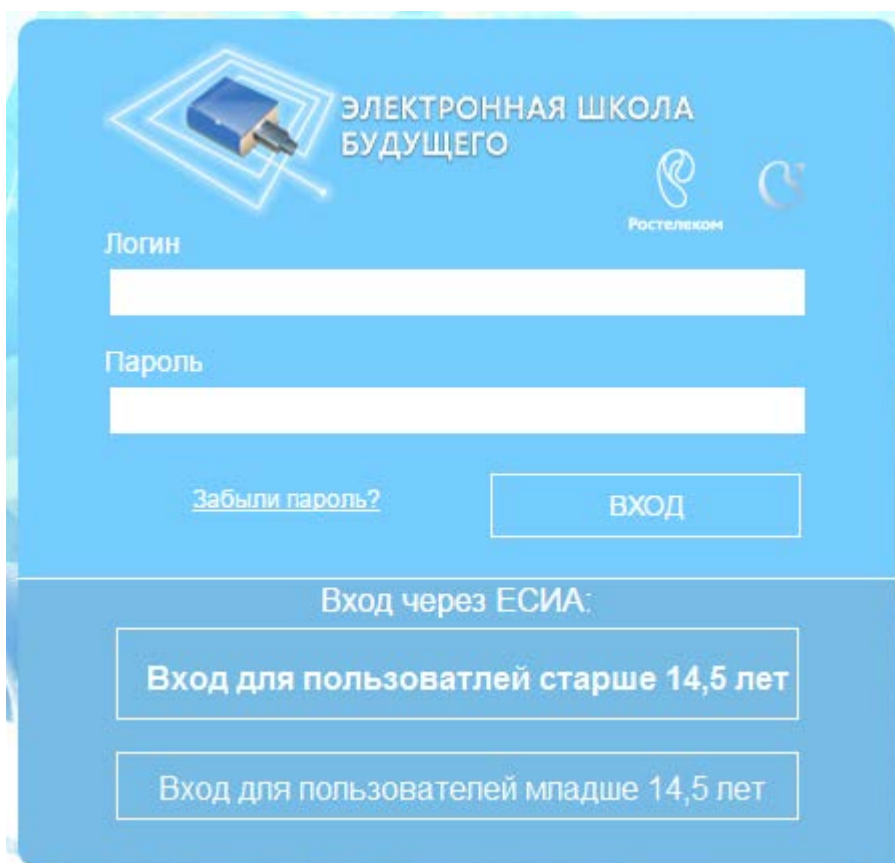 ЭЛЕКТРОННАЯ ШКОЛА
БУДУЩЕГО
Ростелеком
Логин
Пароль
Забыли пароль?
ВХОД
Вход через ЕСИА:
Вход для пользоватлей старше 14,5 лет
Вход для пользователей младше 14,5 лет